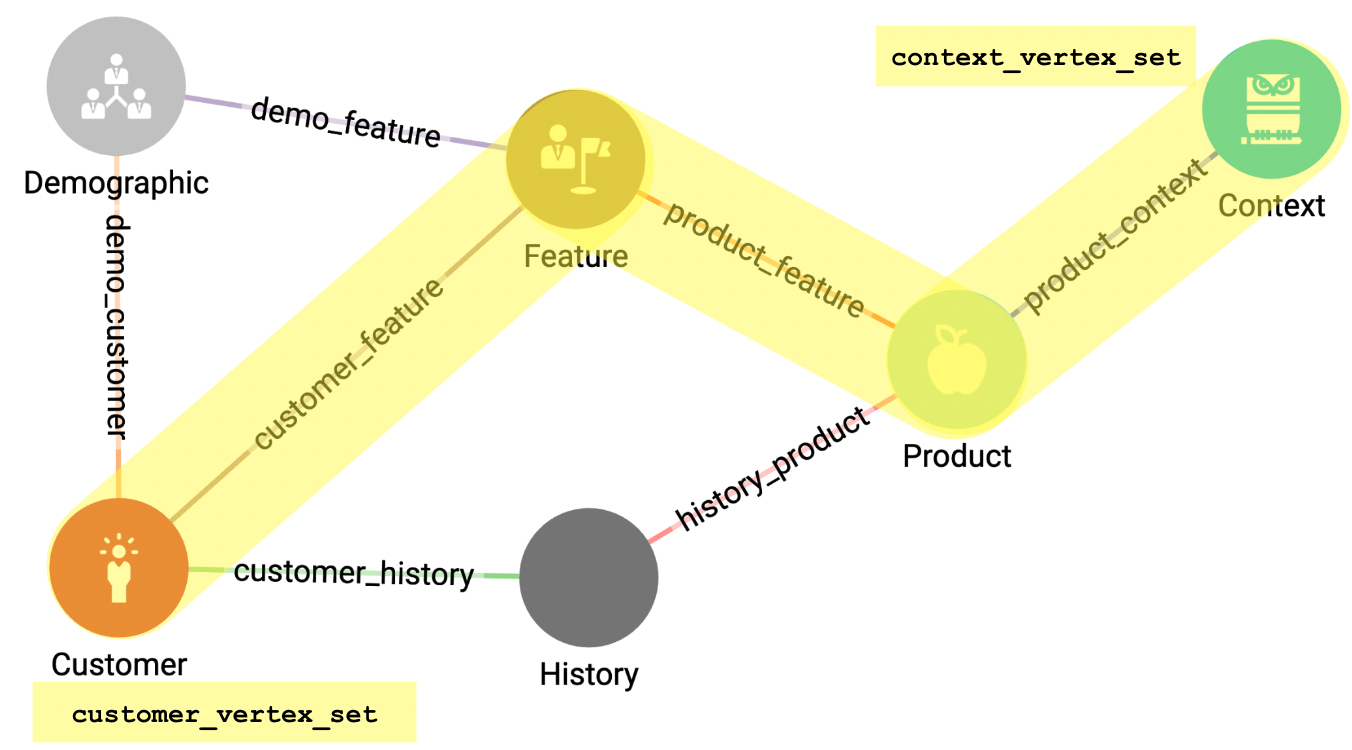 context_vertex_set
demo_feature
Demographic
Context
demo_customer
product_feature
product_context
Feature
customer_feature
history_product
Product
customer_history
Customer
History
customer_vertex_set